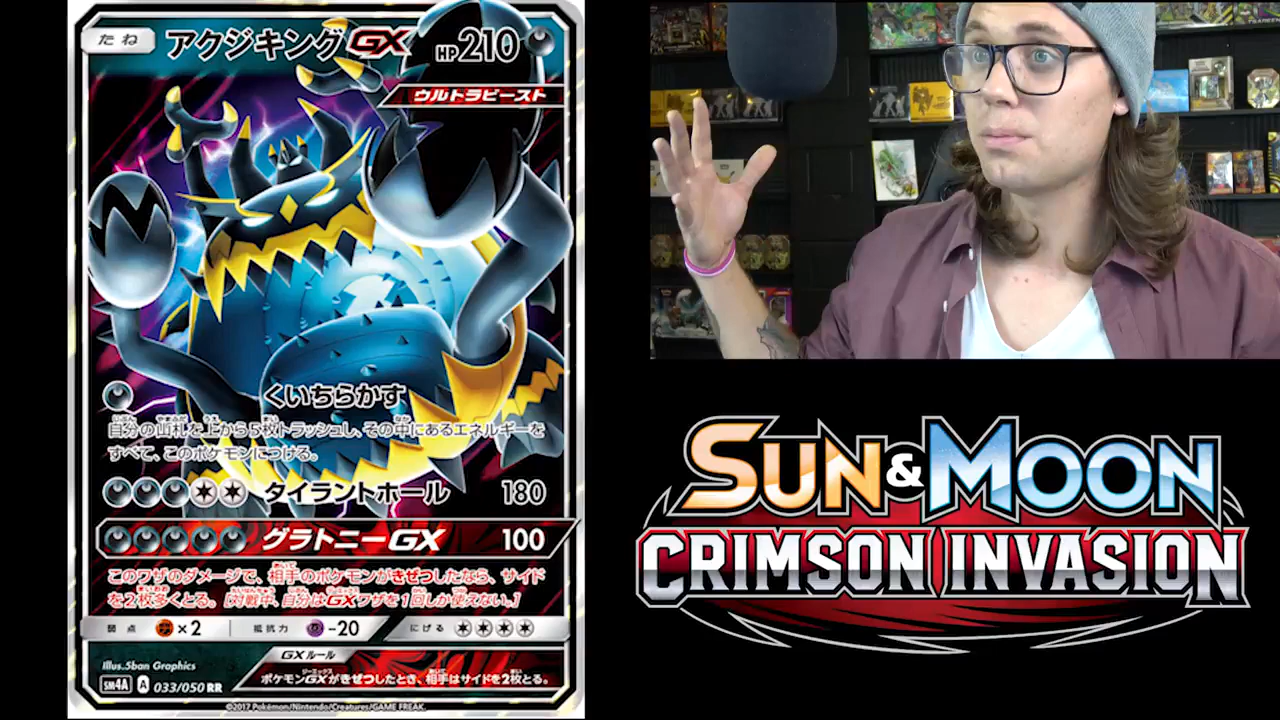 たね アクジキングGX HP210
ウルトラビースト
くいちらかす
自分の山札を上から5枚トラッシュし、その中にあるエネルギーを
すべて、このポケモンにつける。
タイラントホール 180
グラトニーGX 100
このワザのダメージで、相手のポケモンがきぜつしたなら、サイド
を2枚多くとる。[対戦中、自分はGXワザを1回しか使えない。]
弱点 ×2 抵抗力 -20 にげる
GXルール
ポケモンGXがきぜつしたとき、相手はサイドを2枚とる。
Illus.5ban Graphics
SM4A A 033/050 RR
©2017 Pokémon/Nintendo/Creatures/GAME FREAK.
SUN & MOON
CRIMSON INVASION